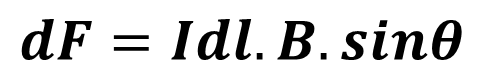 dF = Idl. B. sinθ